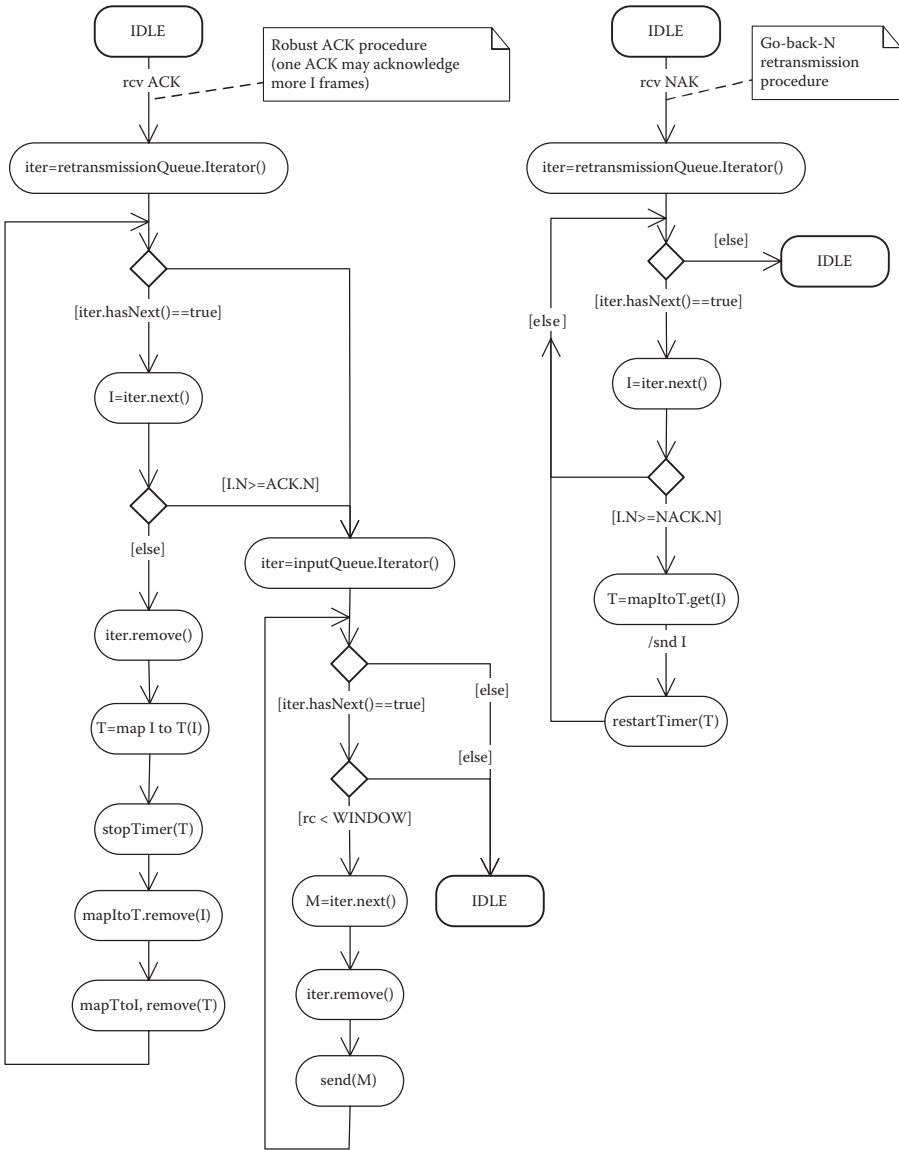 IDLE
Robust ACK procedure
(one ACK may acknowledge
more I frames)
rcv ACK
iter=retransmissionQueue.Iterator()
[iter.hasNext()==true]
I=iter.next()
[I.N>=ACK.N]
[else]
iter=inputQueue.Iterator()
iter.remove()
T=map I to T(I)
stopTimer(T)
mapItoT.remove(I)
mapTtoI, remove(T)
[iter.hasNext()==true]
[else]
[else]
[rc < WINDOW]
M=iter.next()
IDLE
iter.remove()
send(M)
IDLE
Go-back-N
retransmission
procedure
rcv NAK
iter=retransmissionQueue.Iterator()
[else]
IDLE
[iter.hasNext()==true]
[else]
I=iter.next()
[I.N>=NACK.N]
T=mapItoT.get(I)
/snd I
restartTimer(T)